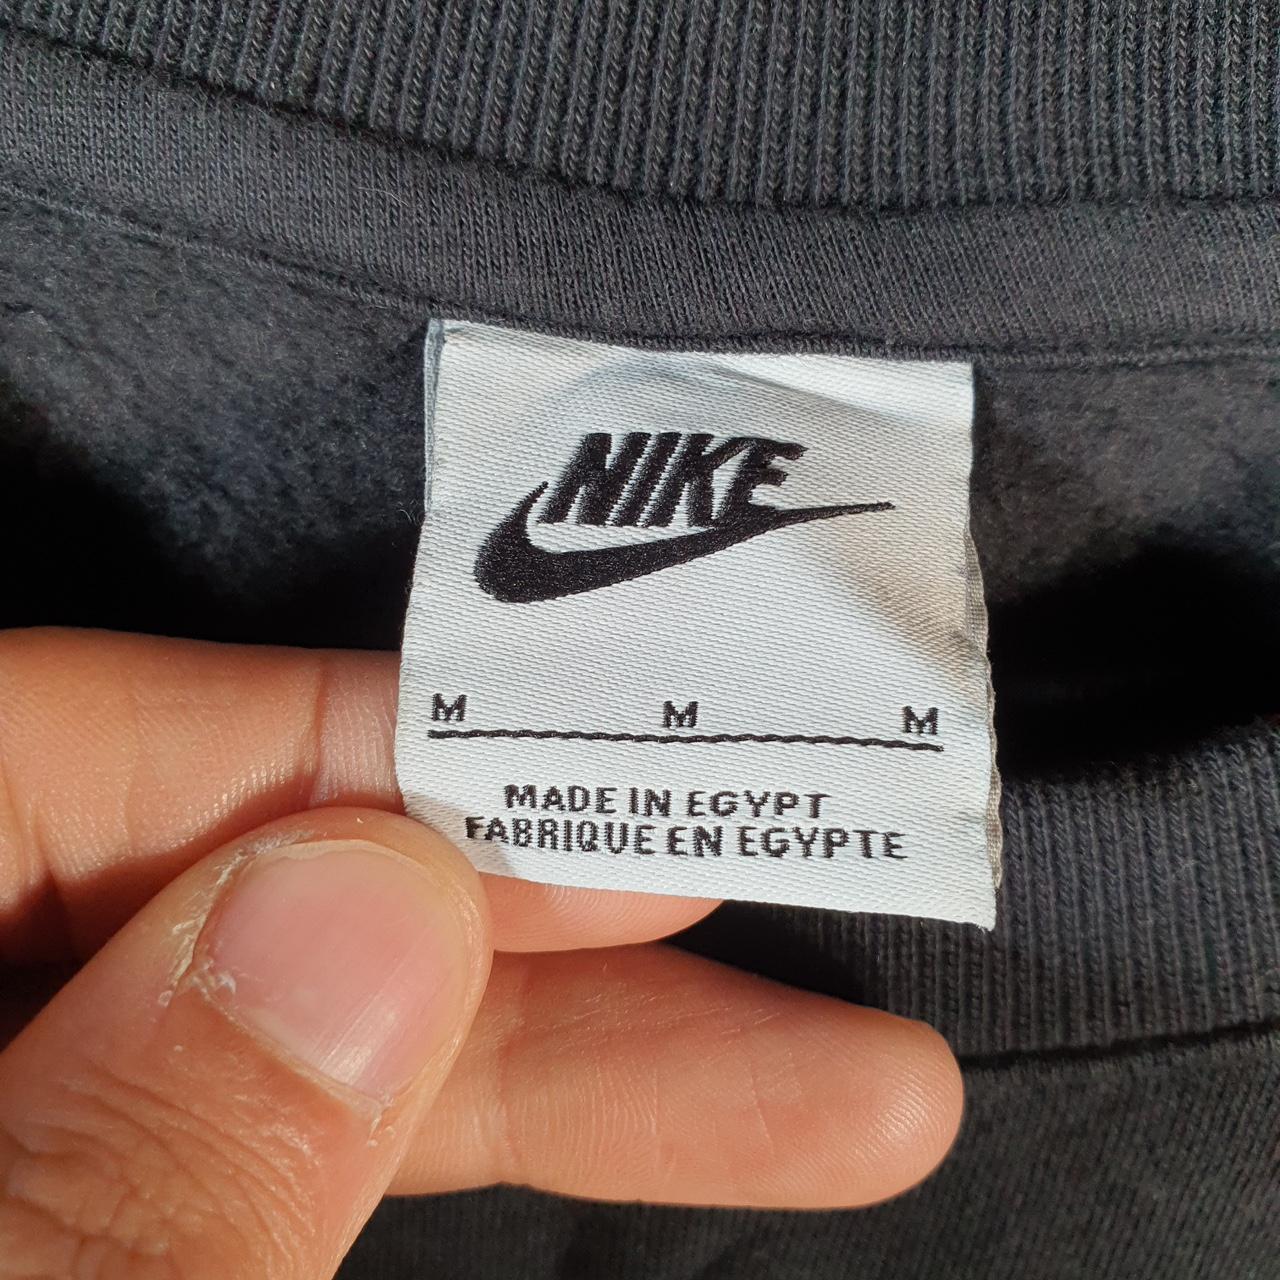 NIKE
M M M
MADE IN EGYPT
FABRIQUE EN EGYPTE